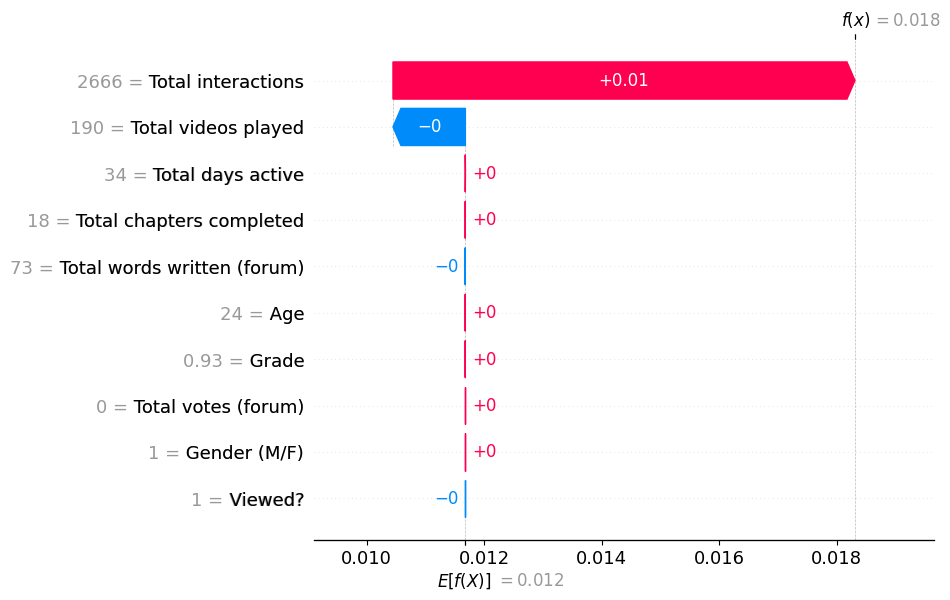 f(x) = 0.018
2666 = Total interactions +0.01
190 = Total videos played −0
34 = Total days active +0
18 = Total chapters completed +0
73 = Total words written (forum) −0
24 = Age +0
0.93 = Grade +0
0 = Total votes (forum) +0
1 = Gender (M/F) +0
1 = Viewed? −0
0.010 0.012 0.014 0.016 0.018
E[f(X)] = 0.012